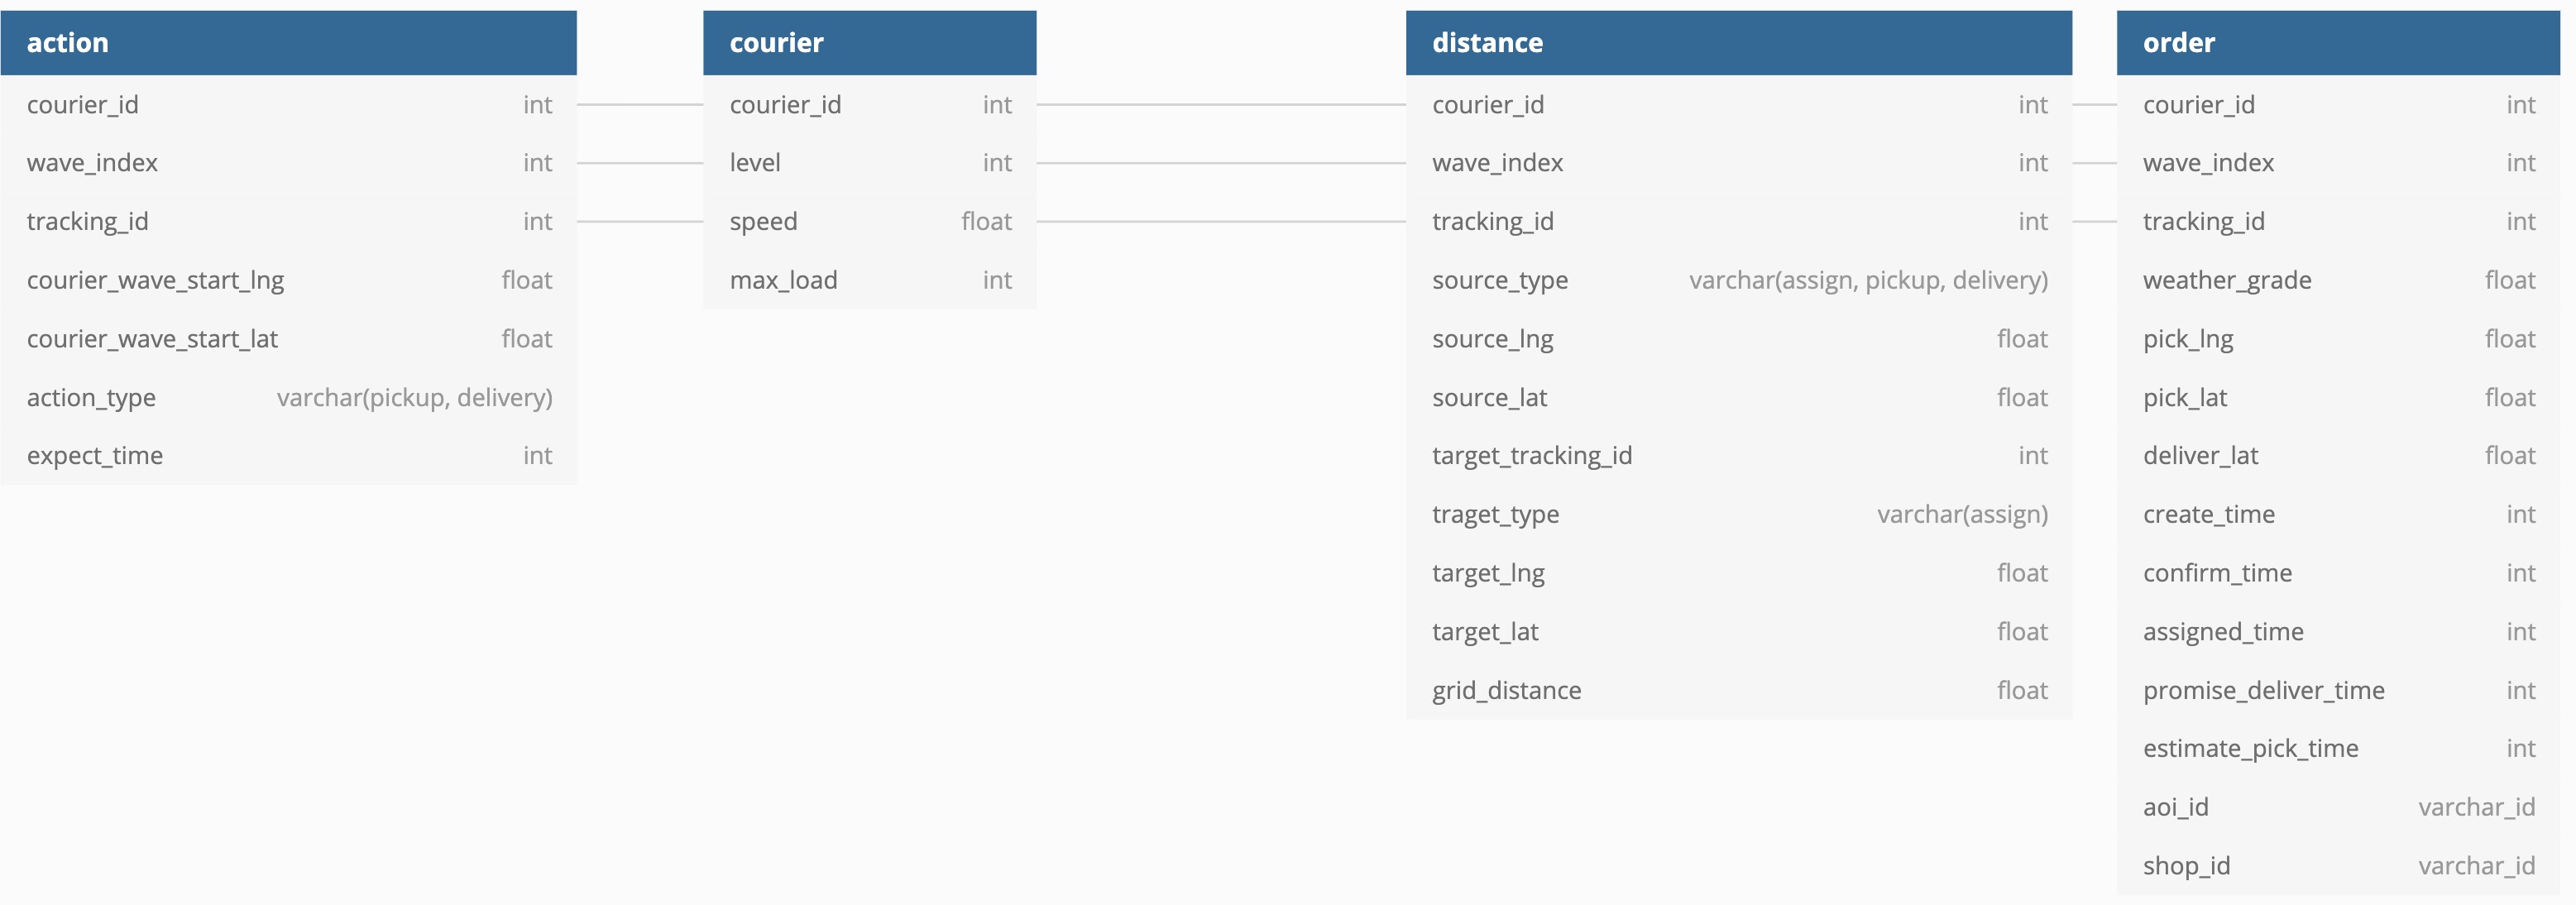 action
courier_id int
wave_index int
tracking_id int
courier_wave_start_lng float
courier_wave_start_lat float
action_type varchar(pickup, delivery)
expect_time int
courier
courier_id int
level int
speed float
max_load int
distance
courier_id int
wave_index int
tracking_id int
source_type varchar(assign, pickup, delivery)
source_lng float
source_lat float
target_tracking_id int
traget_type varchar(assign)
target_lng float
target_lat float
grid_distance float
order
courier_id int
wave_index int
tracking_id int
weather_grade float
pick_lng float
pick_lat float
deliver_lat float
create_time int
confirm_time int
assigned_time int
promise_deliver_time int
estimate_pick_time int
aoi_id varchar_id
shop_id varchar_id